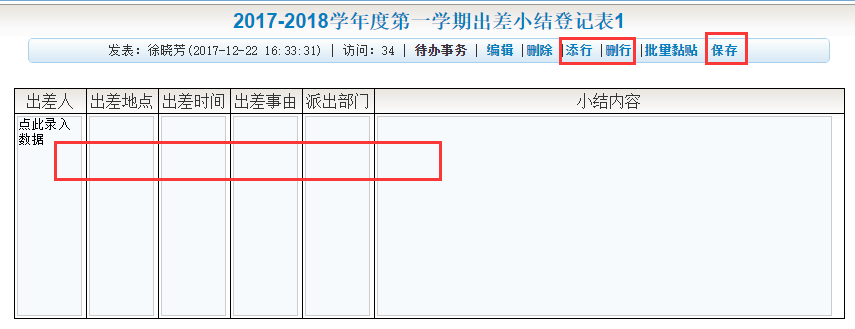 2017-2018学年度第一学期出差小结登记表1
发表：徐晓芳(2017-12-22 16:33:31) | 访问：34 | 待办事务 | 编辑 |删除 |添行 |删行 |批量黏贴 保存
出差人 出差地点 出差时间 出差事由 派出部门 小结内容
点此录入
数据